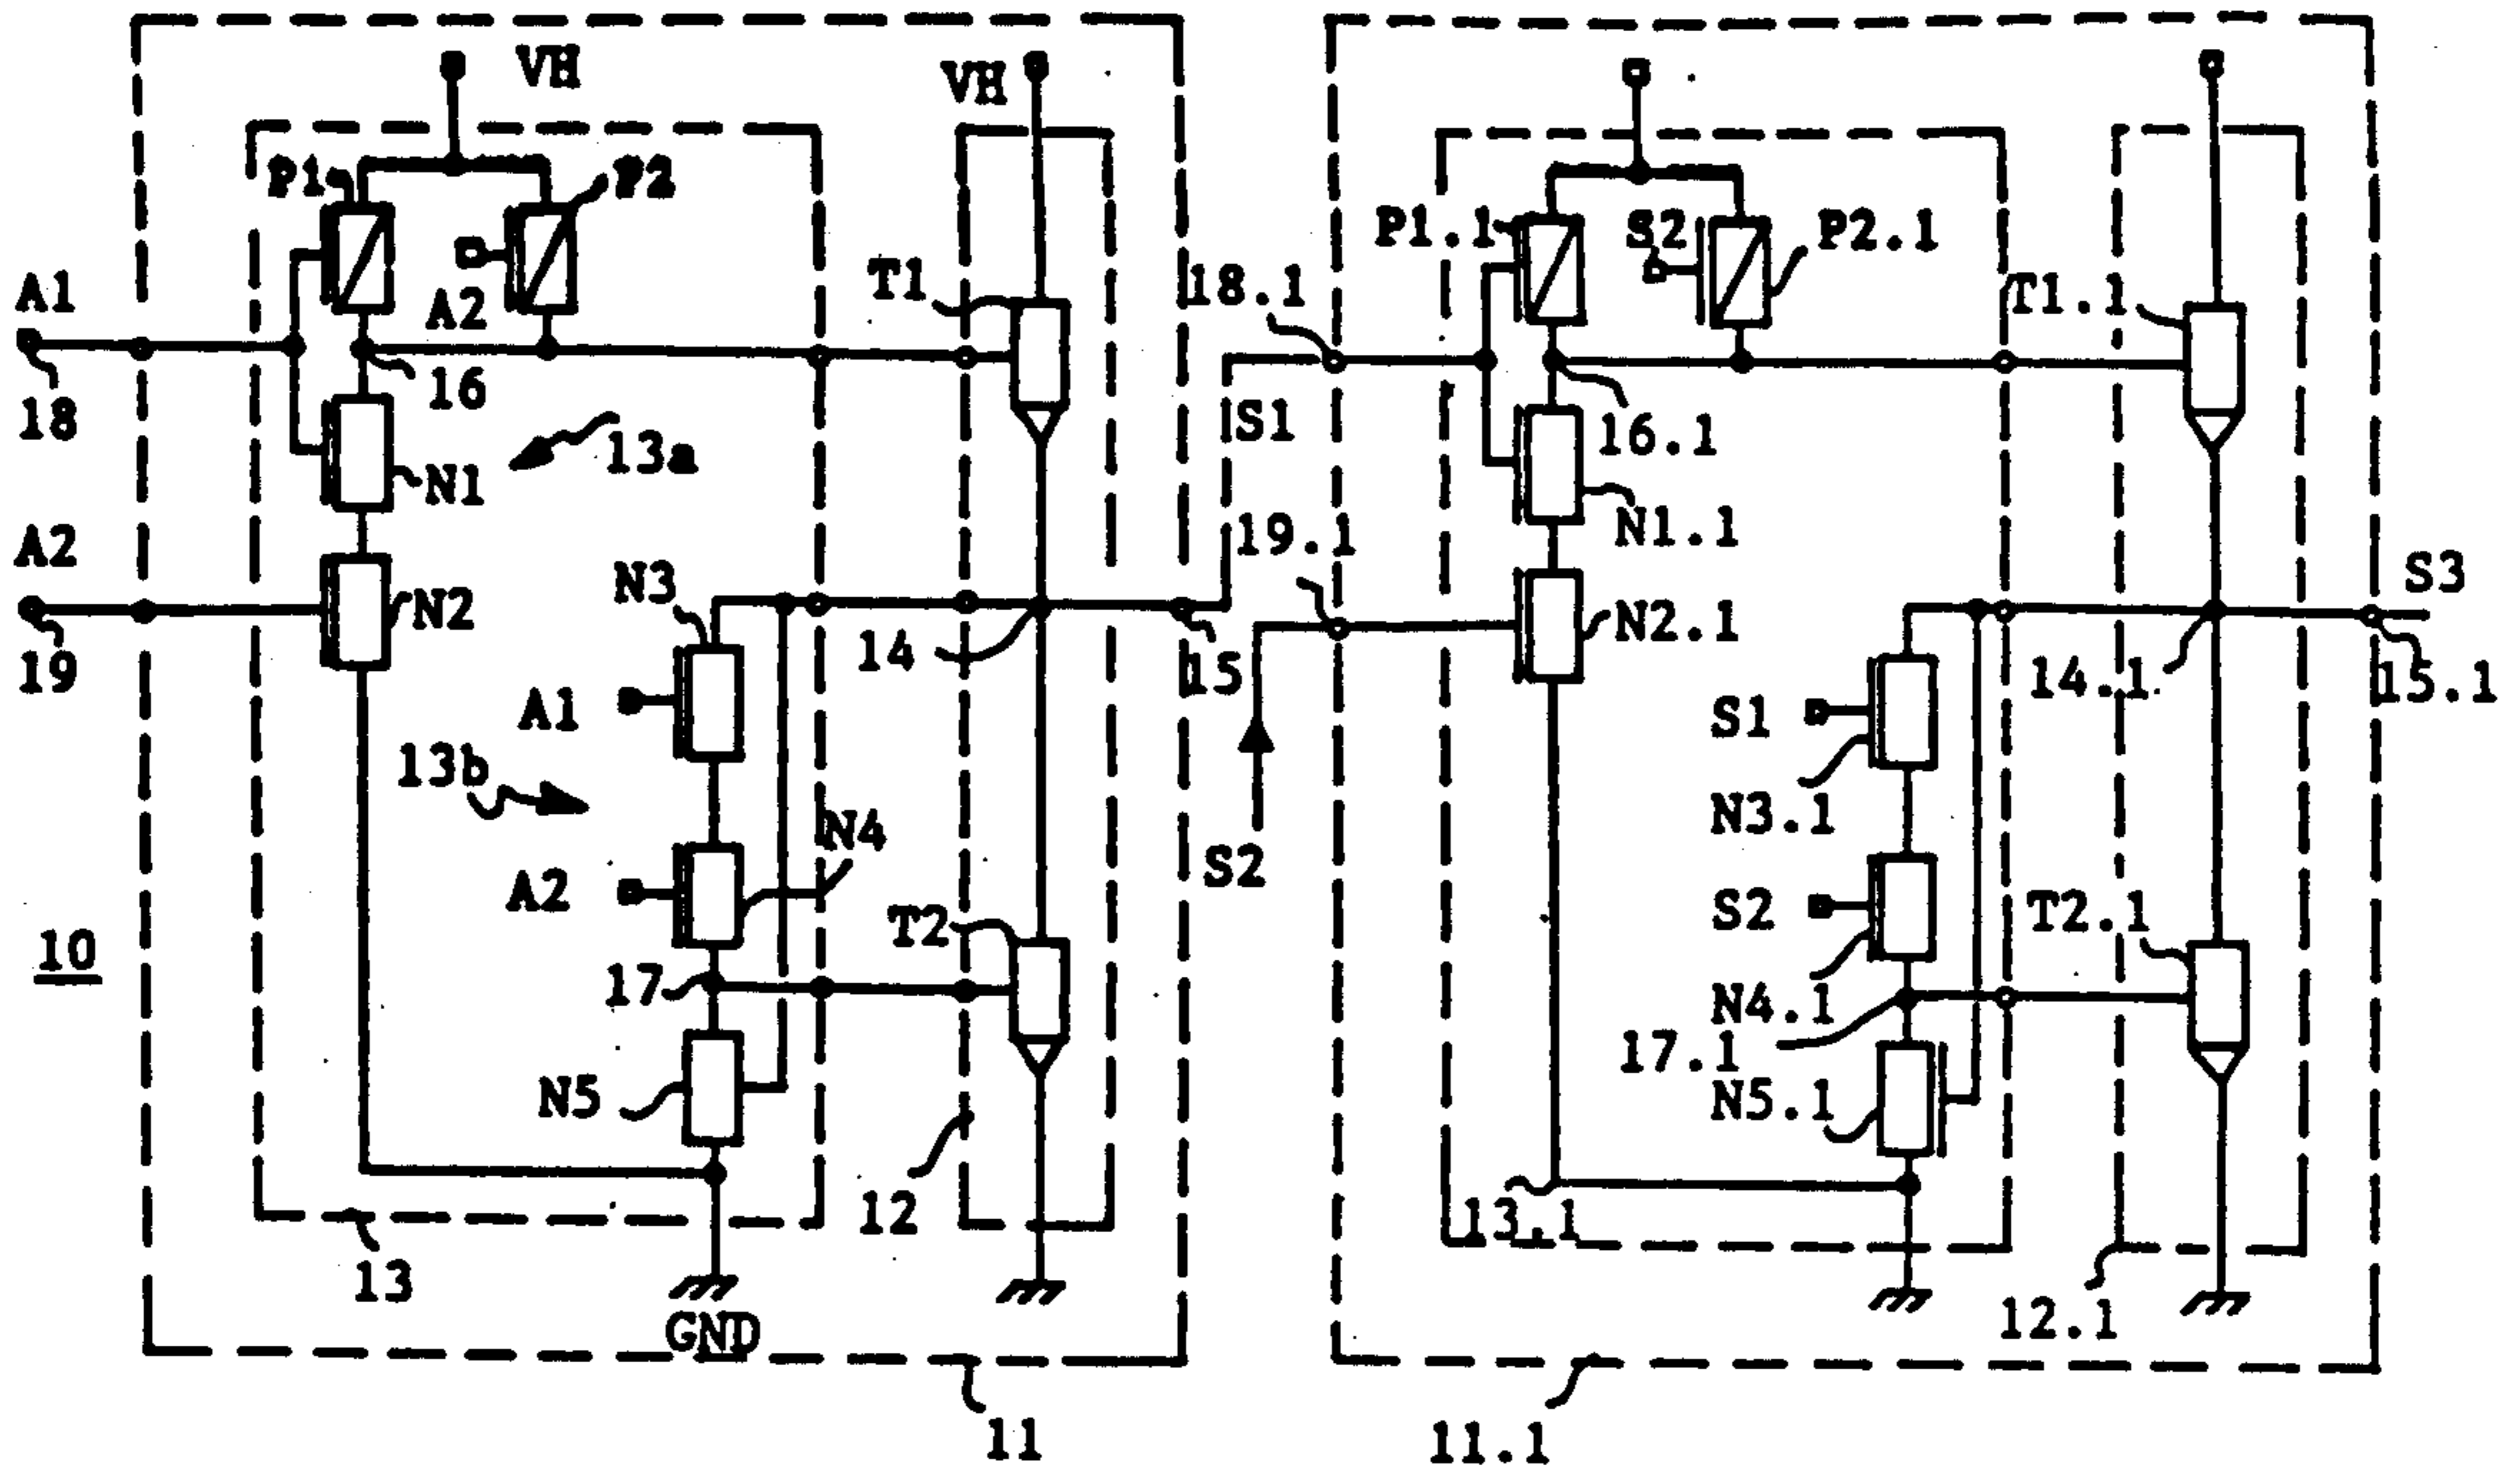 VH
VH
P1
P2
P1.1
S2
P2.1
A1
A2
T1
18.1
T1.1
18
16
S1
13a
16.1
N1
A2
19.1
N1.1
N3
N2
N2.1
S3
19
14
15
14.1
15.1
A1
S1
13b
N4
N3.1
A2
S2
S2
T2
T2.1
10
17
N4.1
17.1
N5
N5.1
12
13.1
13
GND
12.1
11
11.1